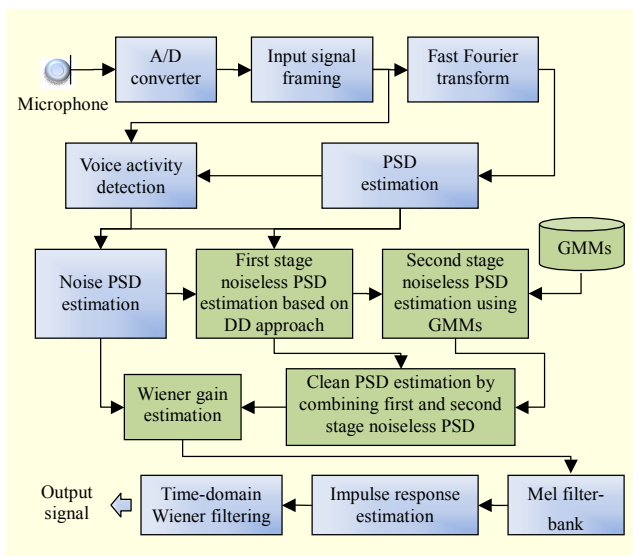 A/D
converter
Input signal
framing
Fast Fourier
transform
Microphone
Voice activity
detection
PSD
estimation
GMMs
Noise PSD
estimation
First stage
noiseless PSD
estimation based on
DD approach
Second stage
noiseless PSD
estimation using
GMMs
Wiener gain
estimation
Clean PSD estimation by
combining first and second
stage noiseless PSD
Output
signal
Time-domain
Wiener filtering
Impulse response
estimation
Mel filter-
bank